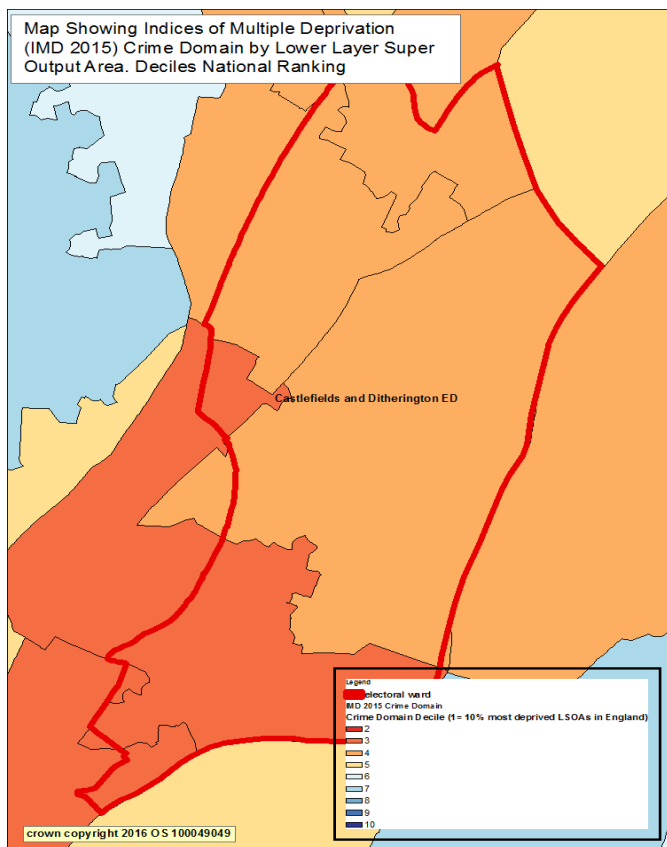 Map Showing Indices of Multiple Deprivation
(IMD 2015) Crime Domain by Lower Layer Super
Output Area. Deciles National Ranking
Castlefields and Ditherington ED
Legend
electoral ward
IMD 2015 Crime Domain
Crime Domain Decile (1= 10% most deprived LSOAs in England)
2
3
4
5
6
7
8
9
10
crown copyright 2016 OS 100049049